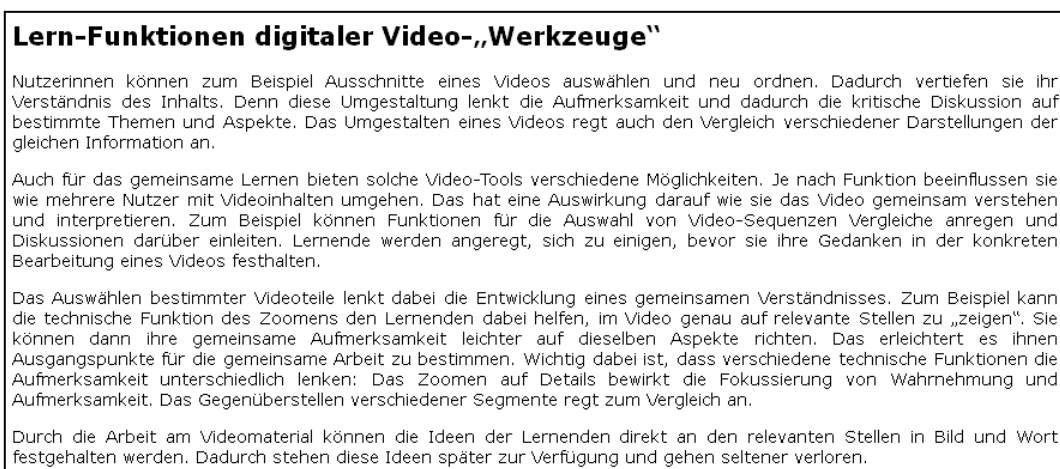 Lern-Funktionen digitaler Video-„Werkzeuge“
Nutzerinnen können zum Beispiel Ausschnitte eines Videos auswählen und neu ordnen. Dadurch vertiefen sie ihr
Verständnis des Inhalts. Denn diese Umgestaltung lenkt die Aufmerksamkeit und dadurch die kritische Diskussion auf
bestimmte Themen und Aspekte. Das Umgestalten eines Videos regt auch den Vergleich verschiedener Darstellungen der
gleichen Information an.
Auch für das gemeinsame Lernen bieten solche Video-Tools verschiedene Möglichkeiten. Je nach Funktion beeinflussen sie
wie mehrere Nutzer mit Videoinhalten umgehen. Das hat eine Auswirkung darauf wie sie das Video gemeinsam verstehen
und interpretieren. Zum Beispiel können Funktionen für die Auswahl von Video-Sequenzen Vergleiche anregen und
Diskussionen darüber einleiten. Lernende werden angeregt, sich zu einigen, bevor sie ihre Gedanken in der konkreten
Bearbeitung eines Videos festhalten.
Das Auswählen bestimmter Videoteile lenkt dabei die Entwicklung eines gemeinsamen Verständnisses. Zum Beispiel kann
die technische Funktion des Zoomens den Lernenden dabei helfen, im Video genau auf relevante Stellen zu „zeigen“. Sie
können dann ihre gemeinsame Aufmerksamkeit leichter auf dieselben Aspekte richten. Das erleichtert es ihnen
Ausgangspunkte für die gemeinsame Arbeit zu bestimmen. Wichtig dabei ist, dass verschiedene technische Funktionen die
Aufmerksamkeit unterschiedlich lenken: Das Zoomen auf Details bewirkt die Fokussierung von Wahrnehmung und
Aufmerksamkeit. Das Gegenüberstellen verschiedener Segmente regt zum Vergleich an.
Durch die Arbeit am Videomaterial können die Ideen der Lernenden direkt an den relevanten Stellen in Bild und Wort
festgehalten werden. Dadurch stehen diese Ideen später zur Verfügung und gehen seltener verloren.